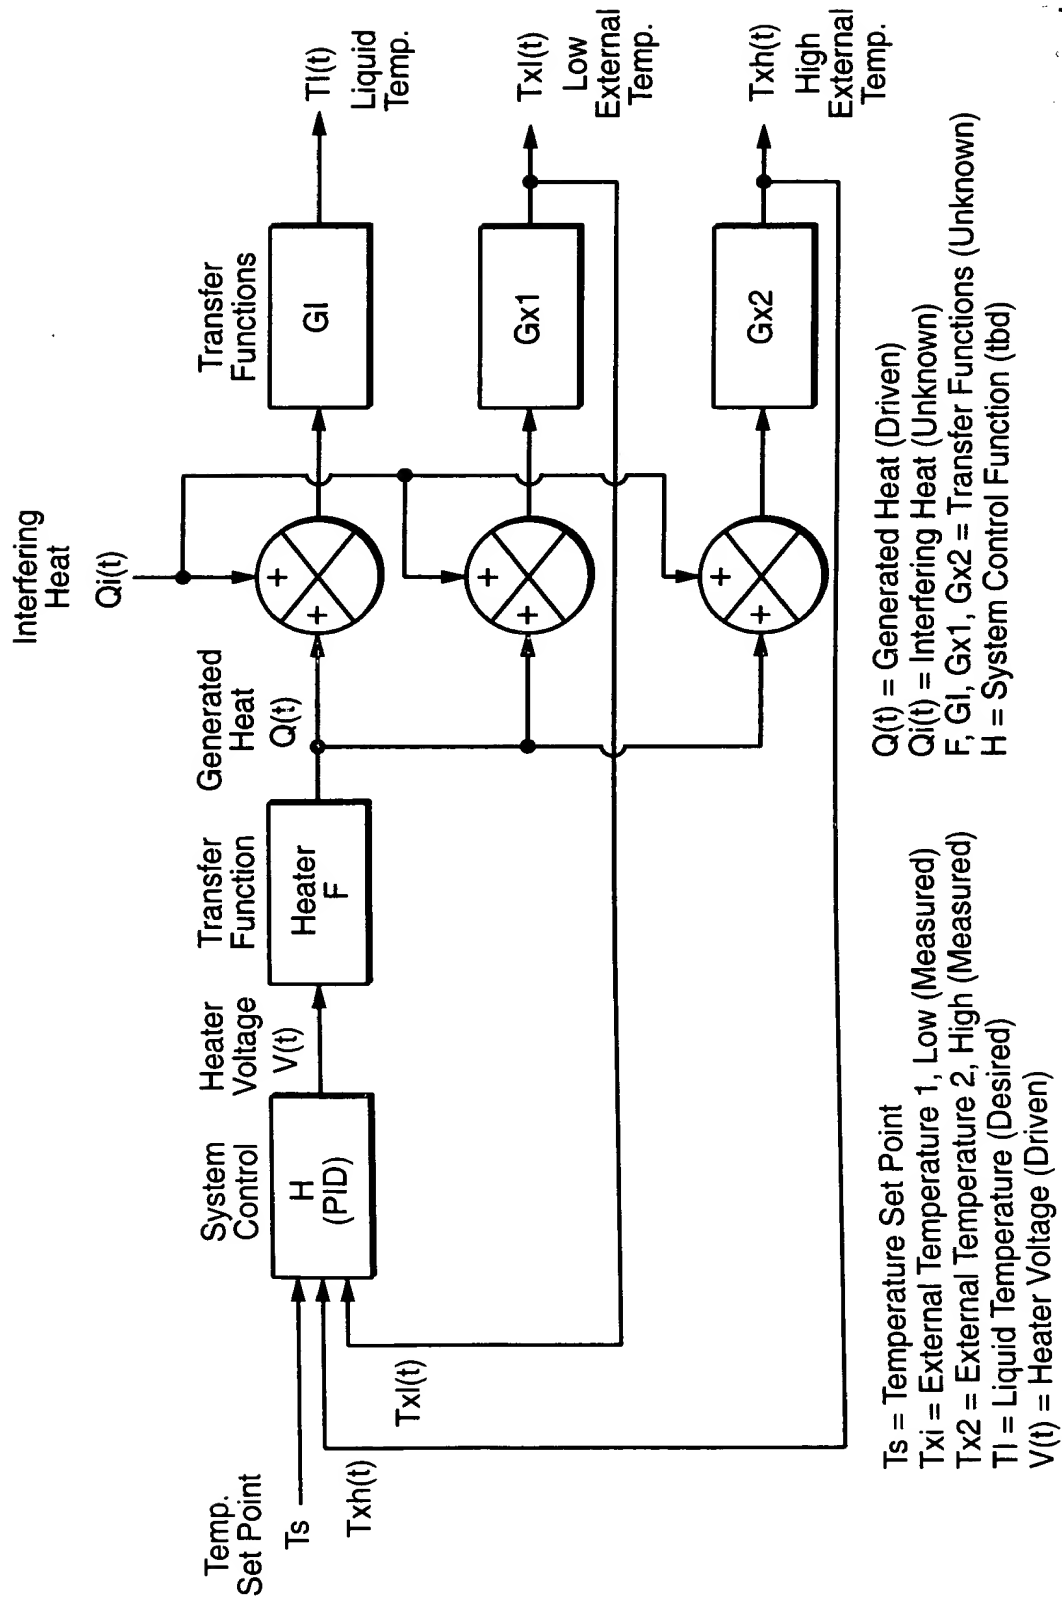 Interfering
Heat
Qi(t)
Temp.
Set Point
Ts
Txh(t)
Txl(t)
System
Control
H
(PID)
Heater
Voltage
V(t)
Transfer
Function
Heater
F
Generated
Heat
Q(t)
+
+
+
+
+
+
Transfer
Functions
Gl
Gx1
Gx2
Tl(t)
Liquid
Temp.
Txl(t)
Low
External
Temp.
Txh(t)
High
External
Temp.
Ts = Temperature Set Point
Txi = External Temperature 1, Low (Measured)
Tx2 = External Temperature 2, High (Measured)
Tl = Liquid Temperature (Desired)
V(t) = Heater Voltage (Driven)
Q(t) = Generated Heat (Driven)
Qi(t) = Interfering Heat (Unknown)
F, Gl, Gx1, Gx2 = Transfer Functions (Unknown)
H = System Control Function (tbd)